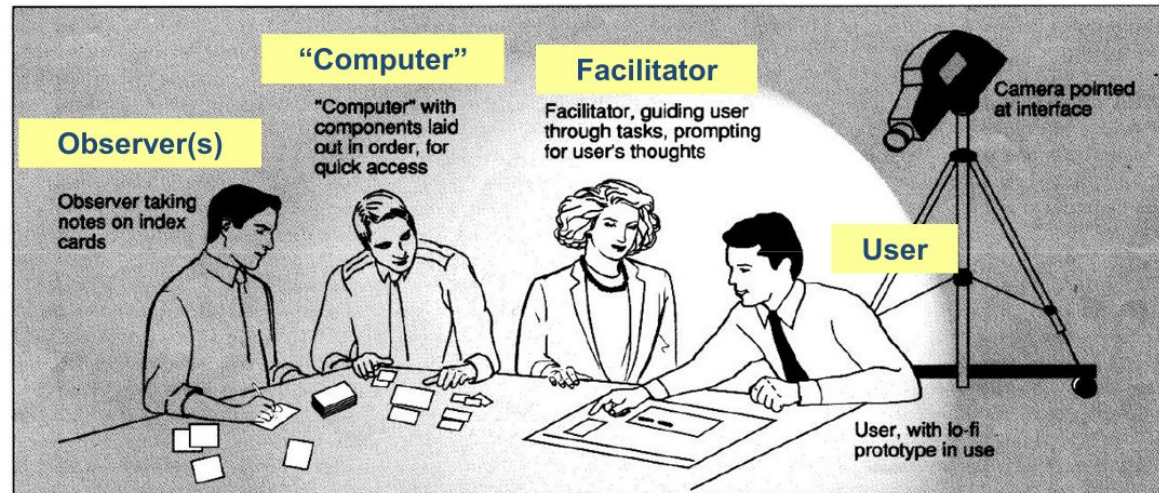 Observer(s)
Observer taking
notes on index
cards
“Computer”
"Computer" with
components laid
out in order, for
quick access
Facilitator
Facilitator, guiding user
through tasks, prompting
for user's thoughts
Camera pointed
at interface
User
User, with lo-fi
prototype in use